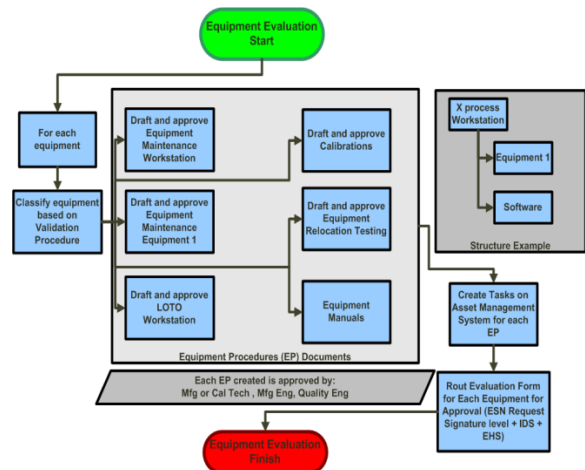 Equipment Evaluation
Start
For each
equipment
Classify equipment
based on
Validation
Procedure
Draft and approve
Equipment
Maintenance
Workstation
Draft and approve
Calibrations
Draft and approve
Equipment
Maintenance
Equipment 1
Draft and approve
Equipment
Relocation Testing
Draft and approve
LOTO
Workstation
Equipment
Manuals
Equipment Procedures (EP) Documents
X process
Workstation
Equipment 1
Software
Structure Example
Create Tasks on
Asset Management
System for each
EP
Each EP created is approved by:
Mfg or Cal Tech , Mfg Eng, Quality Eng
Rout Evaluation Form
for Each Equipment for
Approval (ESN Request
Signature level + IDS +
EHS)
Equipment Evaluation
Finish